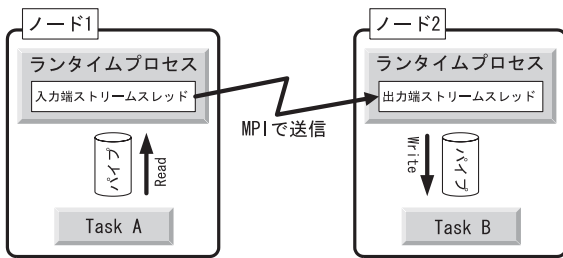 ノード1
ランタイムプロセス
入力端ストリームスレッド
パイプ
Read
Task A
MPIで送信
ノード2
ランタイムプロセス
出力端ストリームスレッド
Write
パイプ
Task B